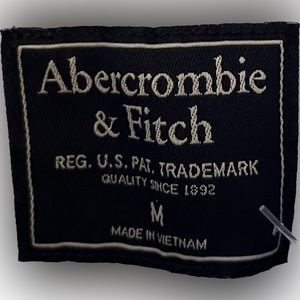 Abercrombie
& Fitch
REG. U.S. PAT. TRADEMARK
QUALITY SINCE 1892
M
MADE IN VIETNAM